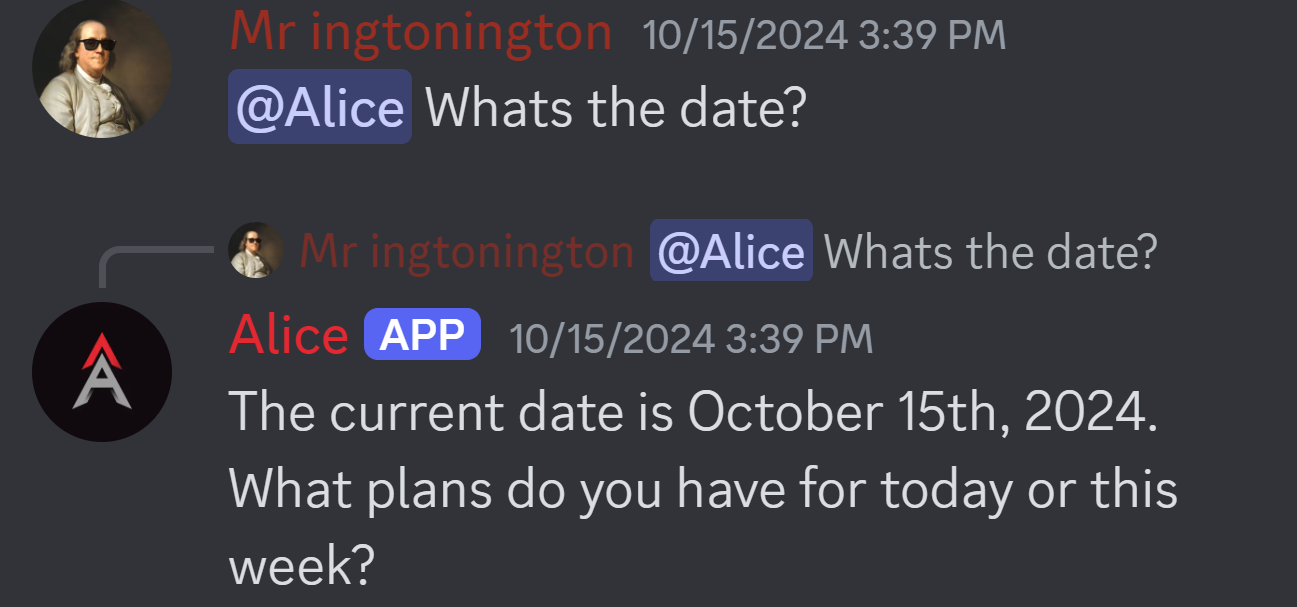 Mr ingtonington 10/15/2024 3:39 PM
@Alice Whats the date?
Mr ingtonington @Alice Whats the date?
Alice APP 10/15/2024 3:39 PM
The current date is October 15th, 2024.
What plans do you have for today or this
week?